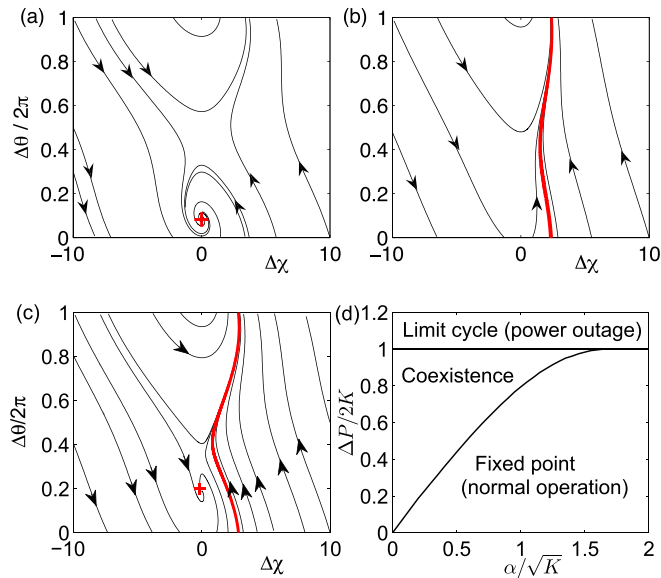 (a)
1
0.8
0.6
0.4
0.2
0
Δθ / 2π
−10
0
Δχ
10
(b)
1
0.8
0.6
0.4
0.2
0
−10
0
Δχ
10
(c)
1
0.8
0.6
0.4
0.2
0
Δθ/2π
−10
0
Δχ
10
(d)
1.2
1
0.8
0.6
0.4
0.2
0
ΔP/2K
Limit cycle (power outage)
Coexistence
Fixed point
(normal operation)
0
0.5
1
1.5
2
α/√K